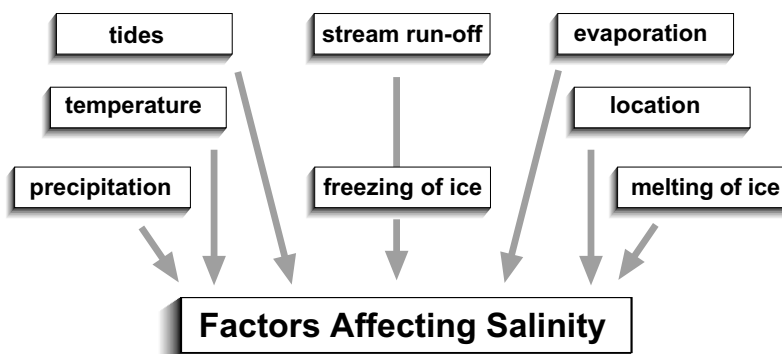 tides
stream run-off
evaporation
temperature
location
precipitation
freezing of ice
melting of ice
Factors Affecting Salinity